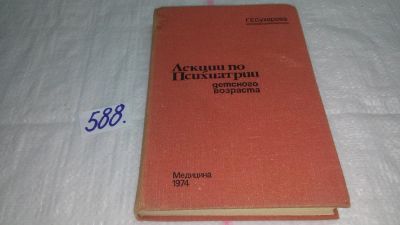 Г.Е.Сухарева
Лекции по
Психиатрии
детского
возраста
588.
Медицина
1974